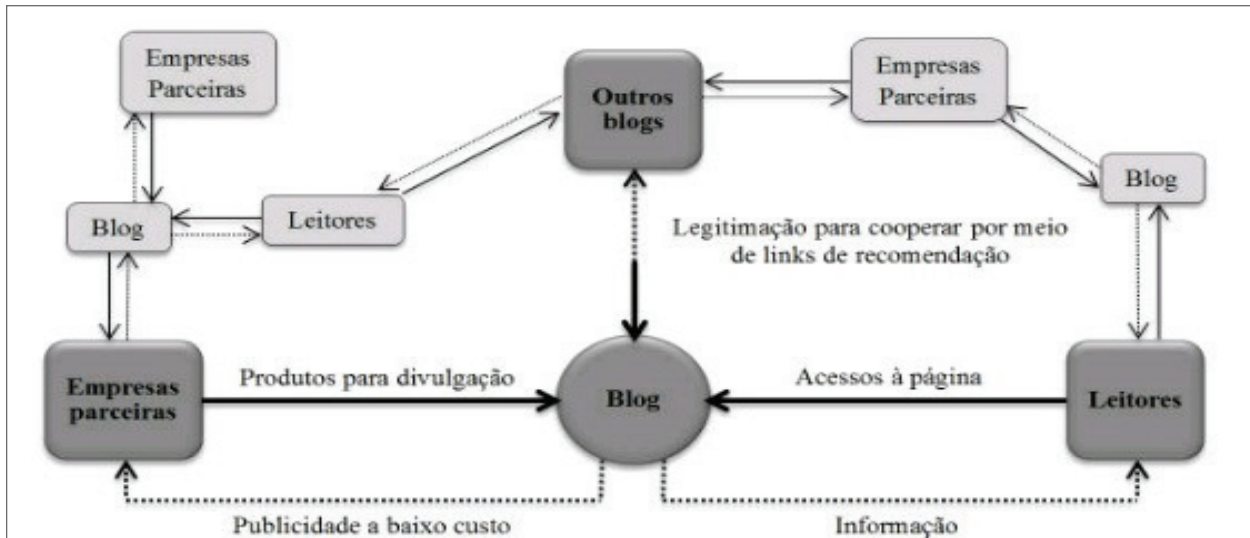 Empresas
Parceiras
Outros
blogs
Empresas
Parceiras
Blog
Leitores
Blog
Legitimação para cooperar por meio
de links de recomendação
Empresas
parceiras
Produtos para divulgação
Blog
Acessos à página
Leitores
Publicidade a baixo custo
Informação